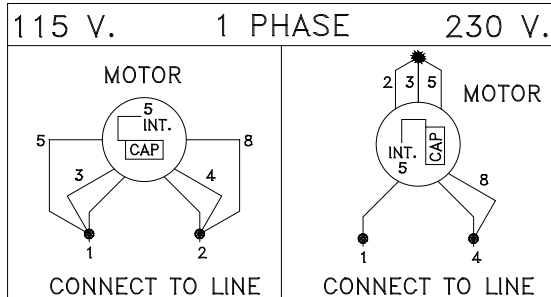 115 V. 1 PHASE 230 V.
MOTOR
5
INT.
CAP
5 8
3 4
1 2
CONNECT TO LINE
2 3 5
MOTOR
CAP
INT.
5
8
1 4
CONNECT TO LINE